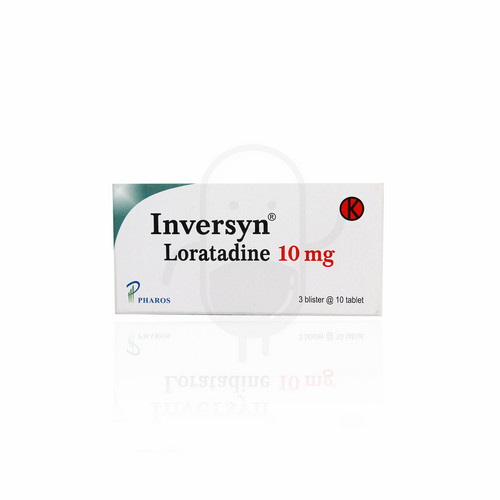 Inversyn®
Loratadine 10 mg
K
PHAROS
3 blister @ 10 tablet